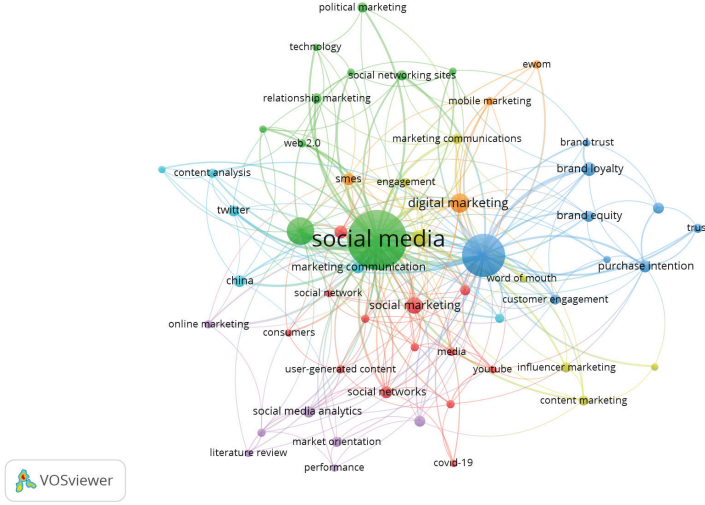 political marketing
technology
ewom
social networking sites
relationship marketing
mobile marketing
marketing communications
web 2.0
brand trust
content analysis
smes
engagement
brand loyalty
twitter
digital marketing
brand equity
trus
social media
marketing communication
purchase intention
china
word of mouth
social network
social marketing
customer engagement
online marketing
consumers
media
user-generated content
youtube
influencer marketing
social networks
content marketing
social media analytics
market orientation
literature review
performance
covid-19
VOSviewer